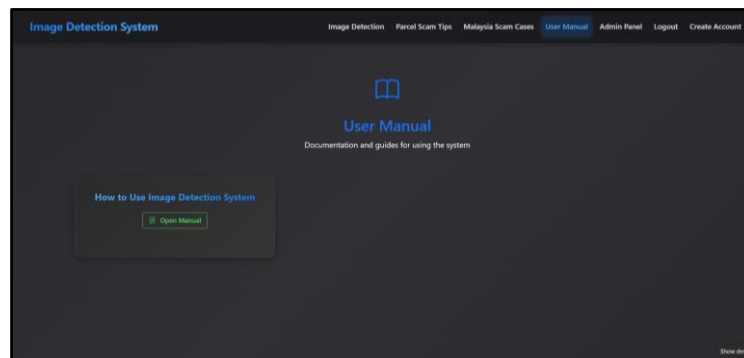 Image Detection System
Image Detection Parcel Scam Tips Malaysia Scam Cases User Manual Admin Panel Logout Create Account
User Manual
Documentation and guides for using the system
How to Use Image Detection System
Open Manual
Show